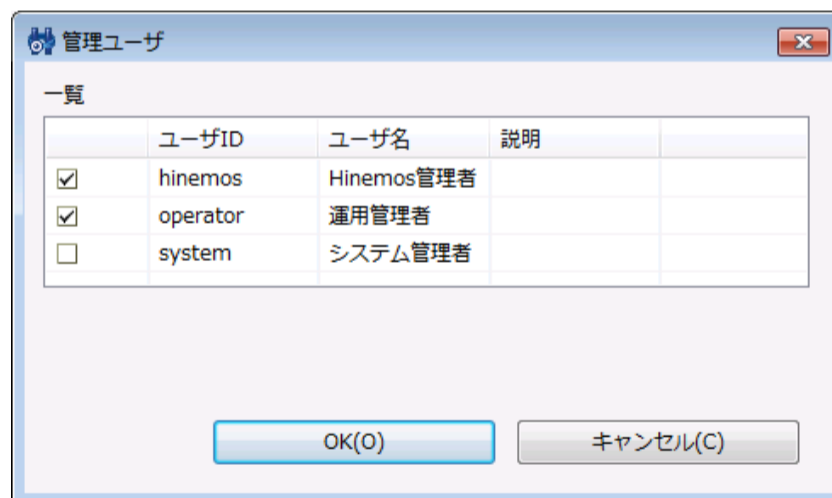 管理ユーザ
一覧
ユーザID ユーザ名 説明
hinemos Hinemos管理者
operator 運用管理者
system システム管理者
OK(O) キャンセル(C)